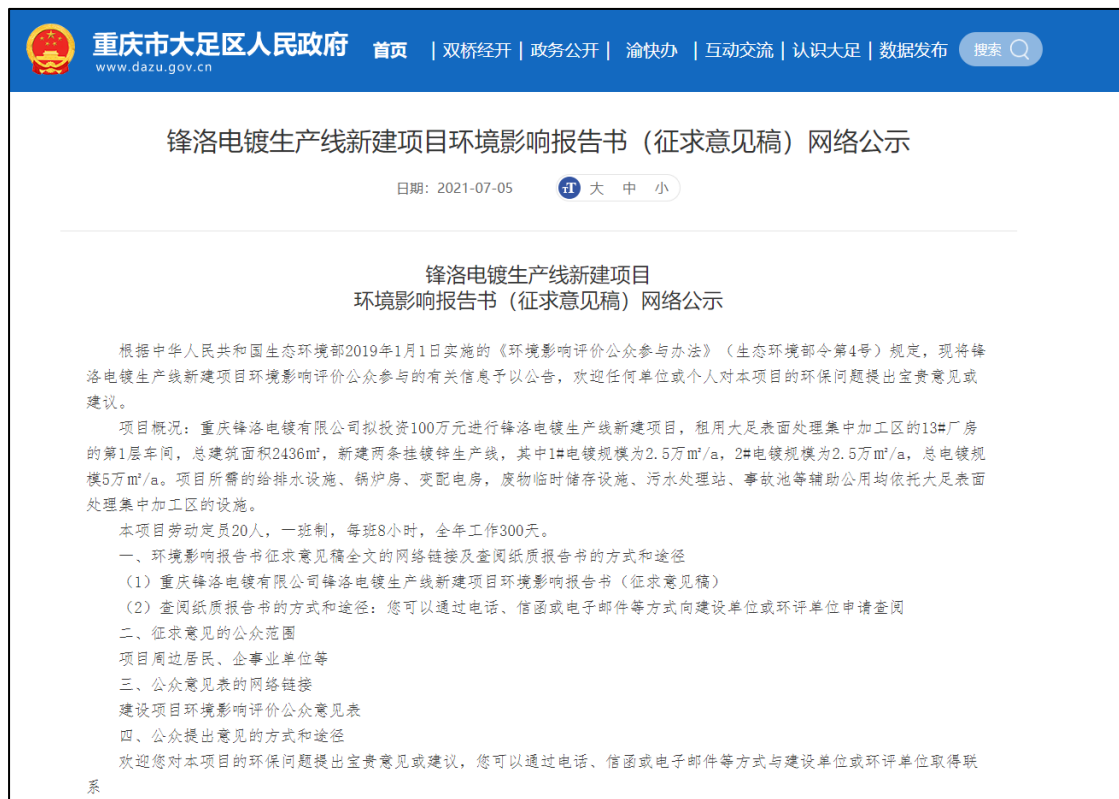 重庆市大足区人民政府
www.dazu.gov.cn
首页 | 双桥经开 | 政务公开 | 渝快办 | 互动交流 | 认识大足 | 数据发布 搜索
锋洛电镀生产线新建项目环境影响报告书（征求意见稿）网络公示
日期：2021-07-05 T 大 中 小
锋洛电镀生产线新建项目
环境影响报告书（征求意见稿）网络公示
根据中华人民共和国生态环境部2019年1月1日实施的《环境影响评价公众参与办法》（生态环境部令第4号）规定，现将锋
洛电镀生产线新建项目环境影响评价公众参与的有关信息予以公告，欢迎任何单位或个人对本项目的环保问题提出宝贵意见或
建议。
项目概况：重庆锋洛电镀有限公司拟投资100万元进行锋洛电镀生产线新建项目，租用大足表面处理集中加工区的13#厂房
的第1层车间，总建筑面积2436㎡，新建两条挂镀锌生产线，其中1#电镀规模为2.5万㎡/a，2#电镀规模为2.5万㎡/a，总电镀规
模5万㎡/a。项目所需的给排水设施、锅炉房、变配电房，废物临时储存设施、污水处理站、事故池等辅助公用均依托大足表面
处理集中加工区的设施。
本项目劳动定员20人，一班制，每班8小时，全年工作300天。
一、环境影响报告书征求意见稿全文的网络链接及查阅纸质报告书的方式和途径
（1）重庆锋洛电镀有限公司锋洛电镀生产线新建项目环境影响报告书（征求意见稿）
（2）查阅纸质报告书的方式和途径：您可以通过电话、信函或电子邮件等方式向建设单位或环评单位申请查阅
二、征求意见的公众范围
项目周边居民、企事业单位等
三、公众意见表的网络链接
建设项目环境影响评价公众意见表
四、公众提出意见的方式和途径
欢迎您对本项目的环保问题提出宝贵意见或建议，您可以通过电话、信函或电子邮件等方式与建设单位或环评单位取得联
系